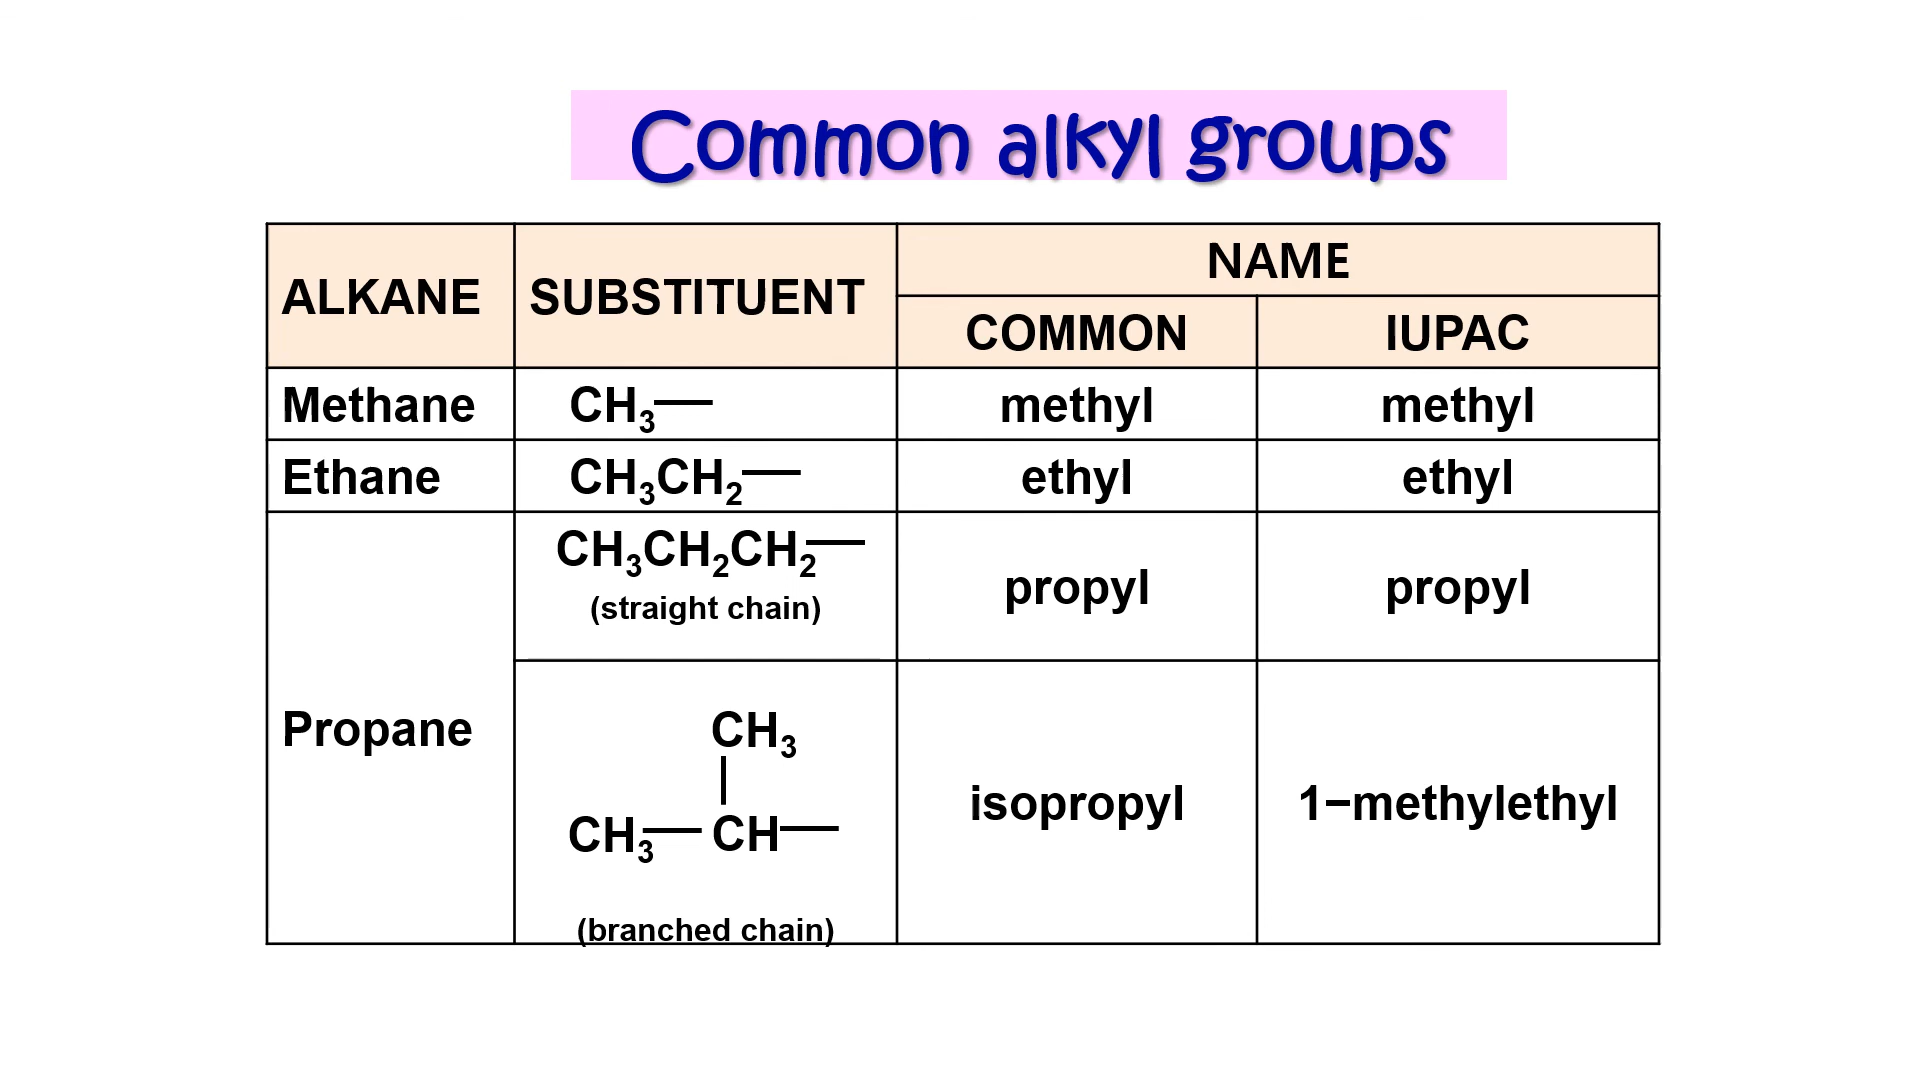 Common alkyl groups
ALKANE SUBSTITUENT NAME
COMMON IUPAC
Methane CH₃— methyl methyl
Ethane CH₃CH₂— ethyl ethyl
Propane
CH₃CH₂CH₂— propyl propyl
(straight chain)
CH₃
|
CH₃—CH— isopropyl 1−methylethyl
(branched chain)